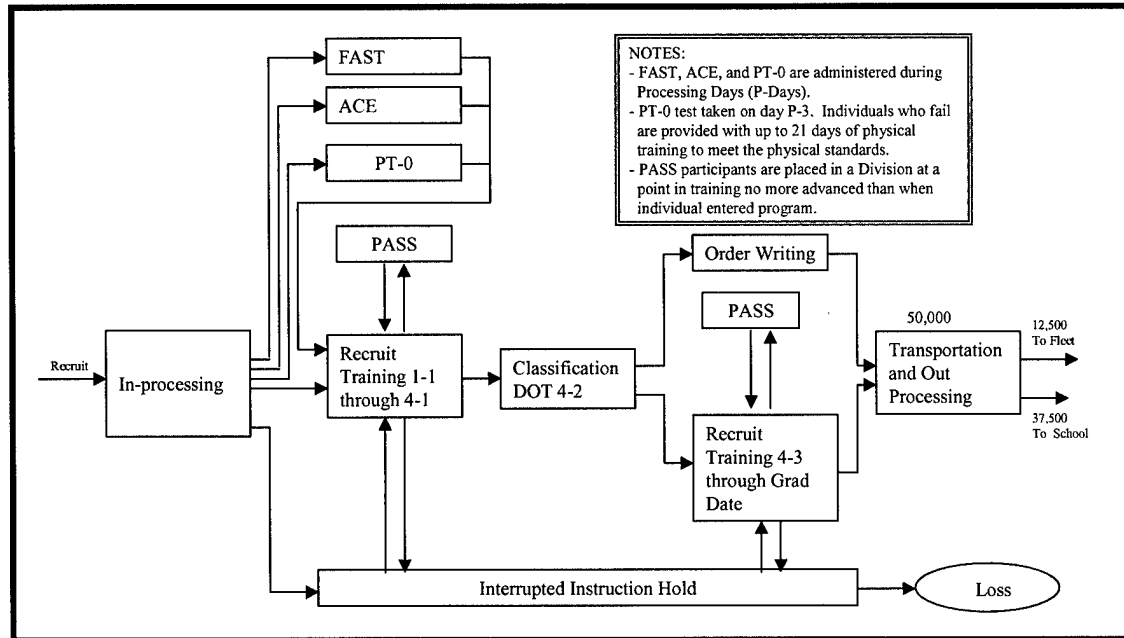 FAST
ACE
PT-0
NOTES:
- FAST, ACE, and PT-0 are administered during
Processing Days (P-Days).
- PT-0 test taken on day P-3. Individuals who fail
are provided with up to 21 days of physical
training to meet the physical standards.
- PASS participants are placed in a Division at a
point in training no more advanced than when
individual entered program.
PASS
Order Writing
PASS
Recruit
In-processing
Recruit
Training 1-1
through 4-1
Classification
DOT 4-2
50,000
Transportation
and Out
Processing
12,500
To Fleet
37,500
To School
Recruit
Training 4-3
through Grad
Date
Interrupted Instruction Hold
Loss